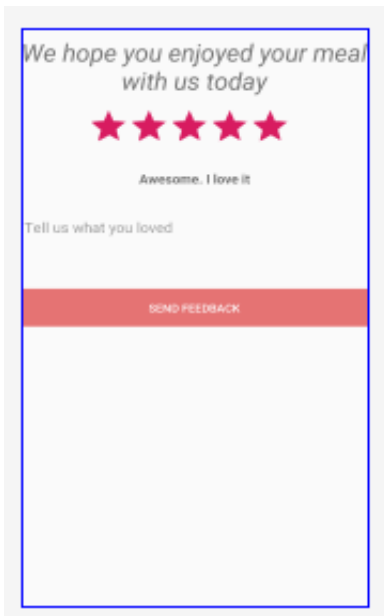 We hope you enjoyed your meal
with us today
Awesome. I love it
Tell us what you loved
SEND FEEDBACK